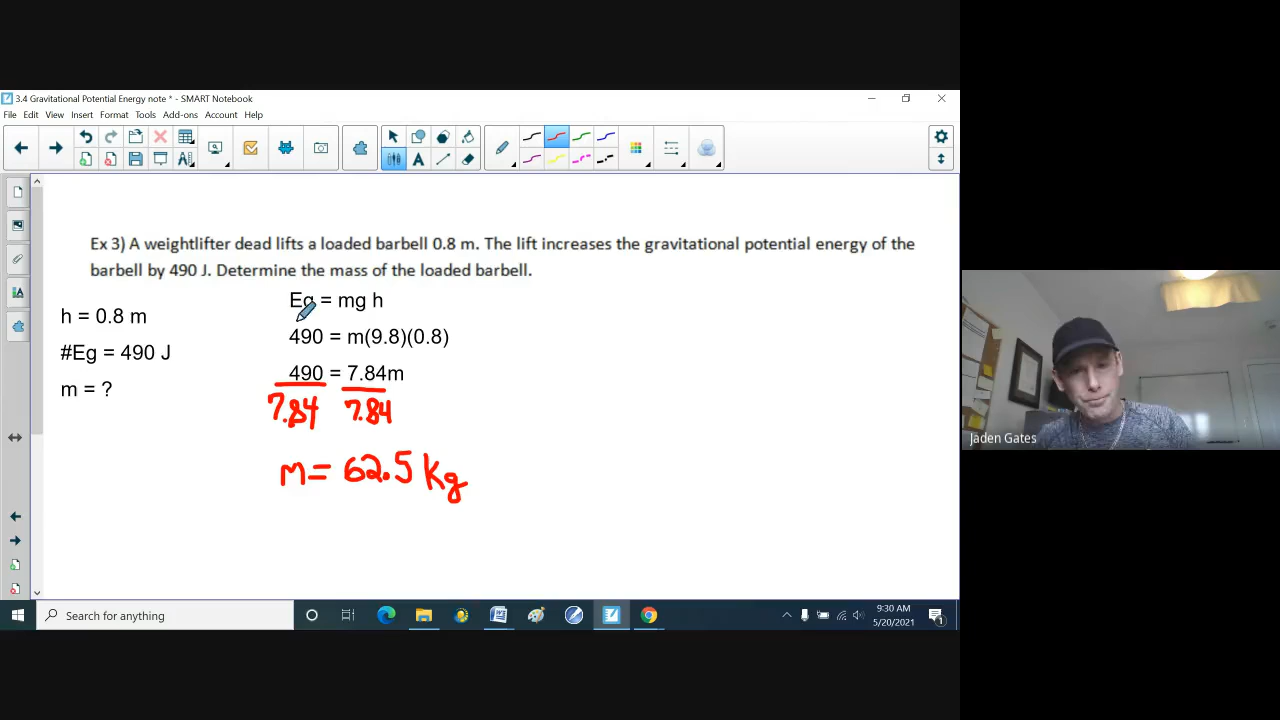 3.4 Gravitational Potential Energy note * - SMART Notebook
File Edit View Insert Format Tools Add-ons Account Help
Ex 3) A weightlifter dead lifts a loaded barbell 0.8 m. The lift increases the gravitational potential energy of the
barbell by 490 J. Determine the mass of the loaded barbell.
h = 0.8 m
#Eg = 490 J
m = ?
Eg = mg h
490 = m(9.8)(0.8)
490 = 7.84m
7.84 7.84
m = 62.5 kg
Jaden Gates
Search for anything
9:30 AM
5/20/2021